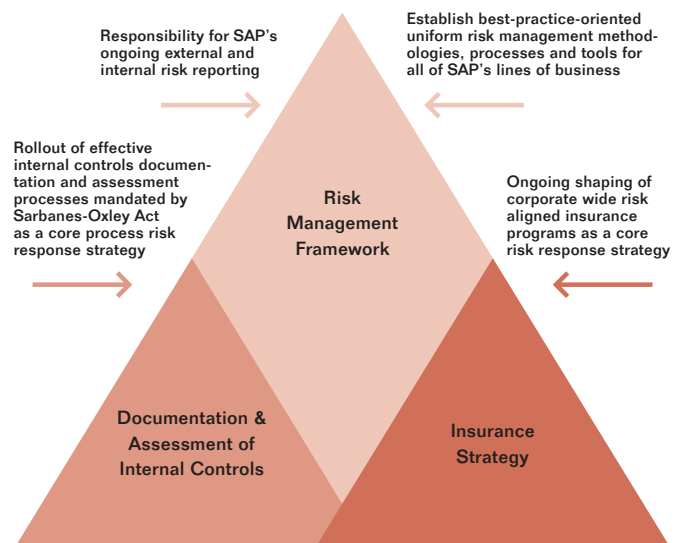 Responsibility for SAP’s
ongoing external and
internal risk reporting
Establish best-practice-oriented
uniform risk management method-
ologies, processes and tools for
all of SAP’s lines of business
Rollout of effective
internal controls documen-
tation and assessment
processes mandated by
Sarbanes-Oxley Act
as a core process risk
response strategy
Ongoing shaping of
corporate wide risk
aligned insurance
programs as a core
risk response strategy
Risk
Management
Framework
Documentation &
Assessment of
Internal Controls
Insurance
Strategy